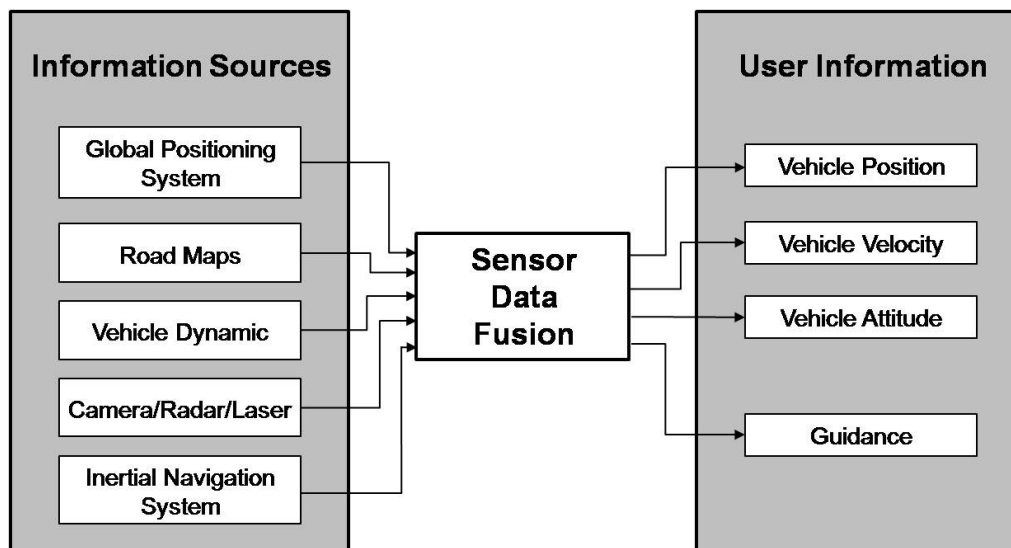 Information Sources
Global Positioning
System
Road Maps
Vehicle Dynamic
Camera/Radar/Laser
Inertial Navigation
System
Sensor
Data
Fusion
User Information
Vehicle Position
Vehicle Velocity
Vehicle Attitude
Guidance